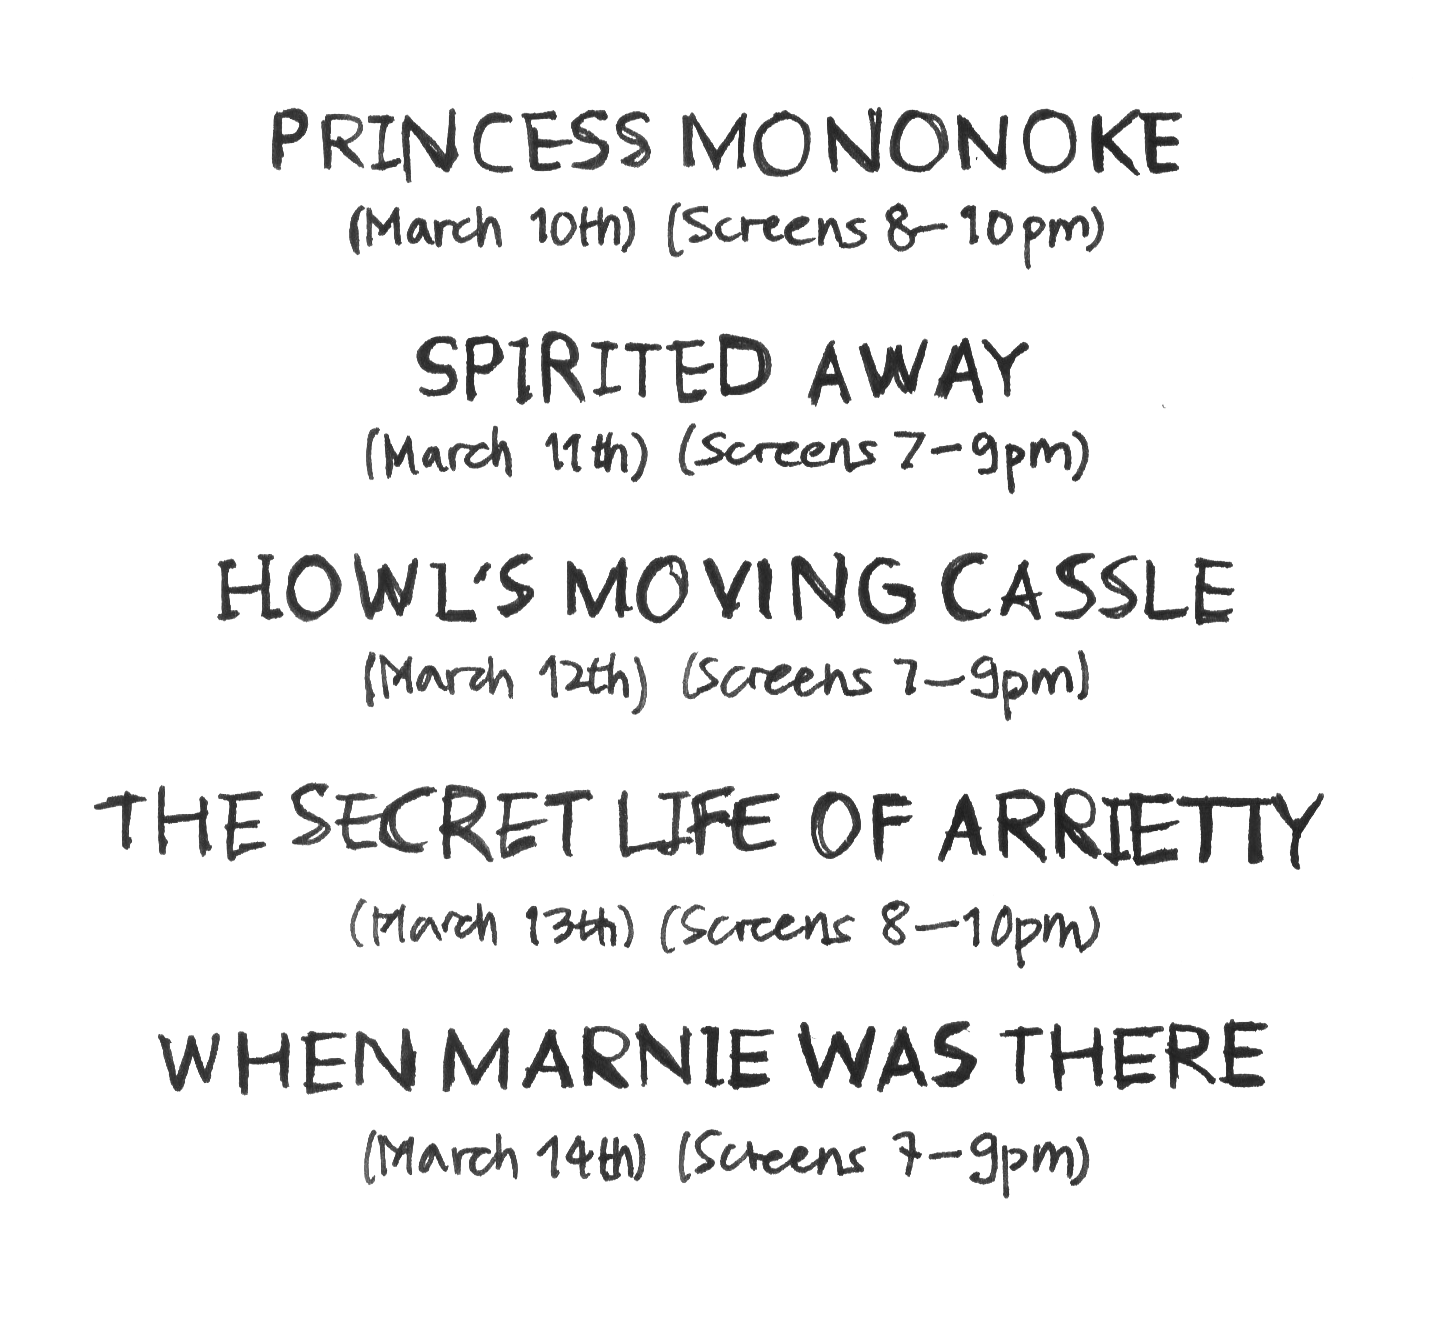 PRINCESS MONONOKE
(March 10th) (Screens 8-10pm)
SPIRITED AWAY
(March 11th) (Screens 7-9pm)
HOWL'S MOVING CASSLE
(March 12th) (Screens 7-9pm)
THE SECRET LIFE OF ARRIETTY
(March 13th) (Screens 8-10pm)
WHEN MARNIE WAS THERE
(March 14th) (Screens 7-9pm)